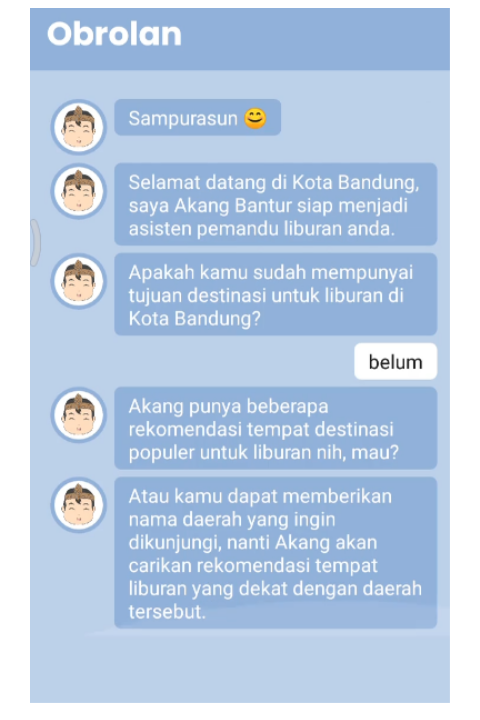 Obrolan
Sampurasun 😊
Selamat datang di Kota Bandung,
saya Akang Bantur siap menjadi
asisten pemandu liburan anda.
Apakah kamu sudah mempunyai
tujuan destinasi untuk liburan di
Kota Bandung?
belum
Akang punya beberapa
rekomendasi tempat destinasi
populer untuk liburan nih, mau?
Atau kamu dapat memberikan
nama daerah yang ingin
dikunjungi, nanti Akang akan
carikan rekomendasi tempat
liburan yang dekat dengan daerah
tersebut.